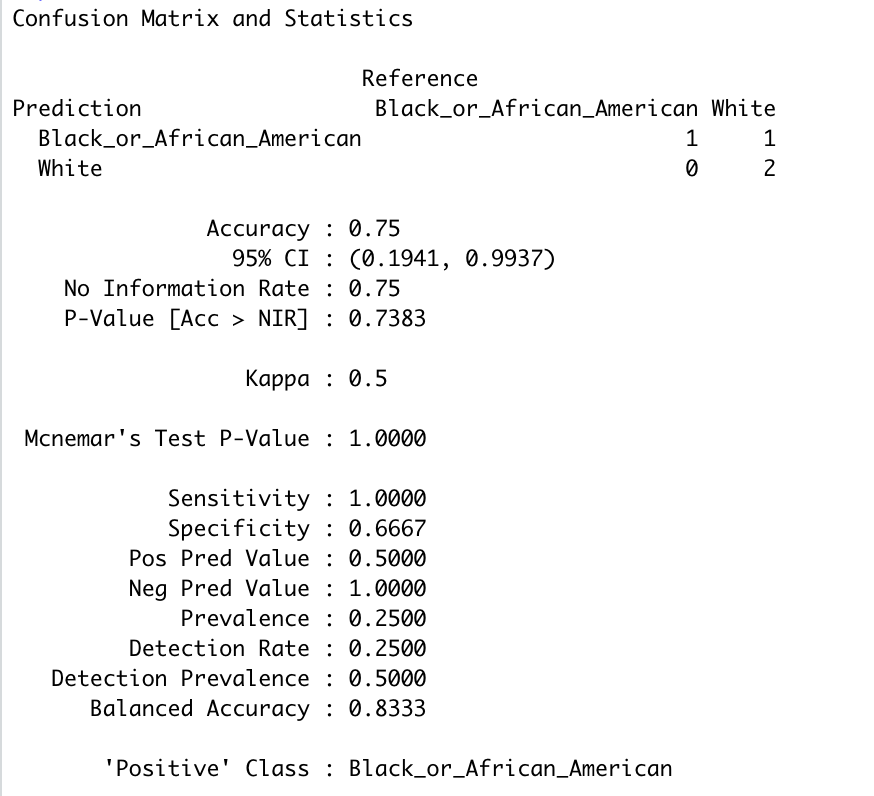 Confusion Matrix and Statistics
Reference
Prediction Black_or_African_American White
Black_or_African_American 1 1
White 0 2
Accuracy : 0.75
95% CI : (0.1941, 0.9937)
No Information Rate : 0.75
P-Value [Acc > NIR] : 0.7383
Kappa : 0.5
Mcnemar's Test P-Value : 1.0000
Sensitivity : 1.0000
Specificity : 0.6667
Pos Pred Value : 0.5000
Neg Pred Value : 1.0000
Prevalence : 0.2500
Detection Rate : 0.2500
Detection Prevalence : 0.5000
Balanced Accuracy : 0.8333
'Positive' Class : Black_or_African_American